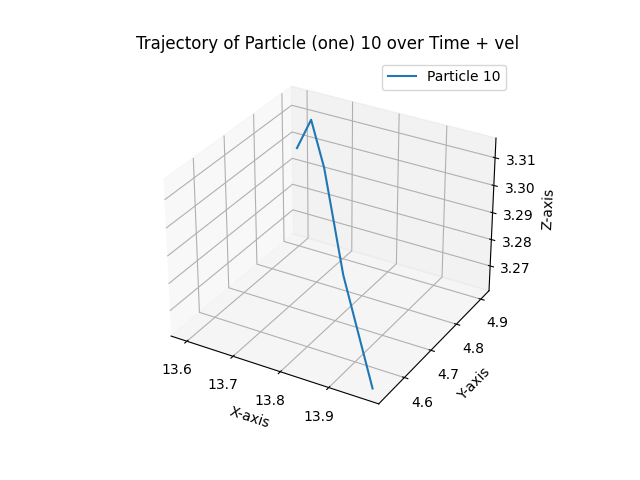 Trajectory of Particle (one) 10 over Time + vel
Particle 10
3.31
3.30
3.29
3.28
3.27
Z-axis
4.9
4.8
4.7
4.6
Y-axis
13.6
13.7
13.8
13.9
X-axis